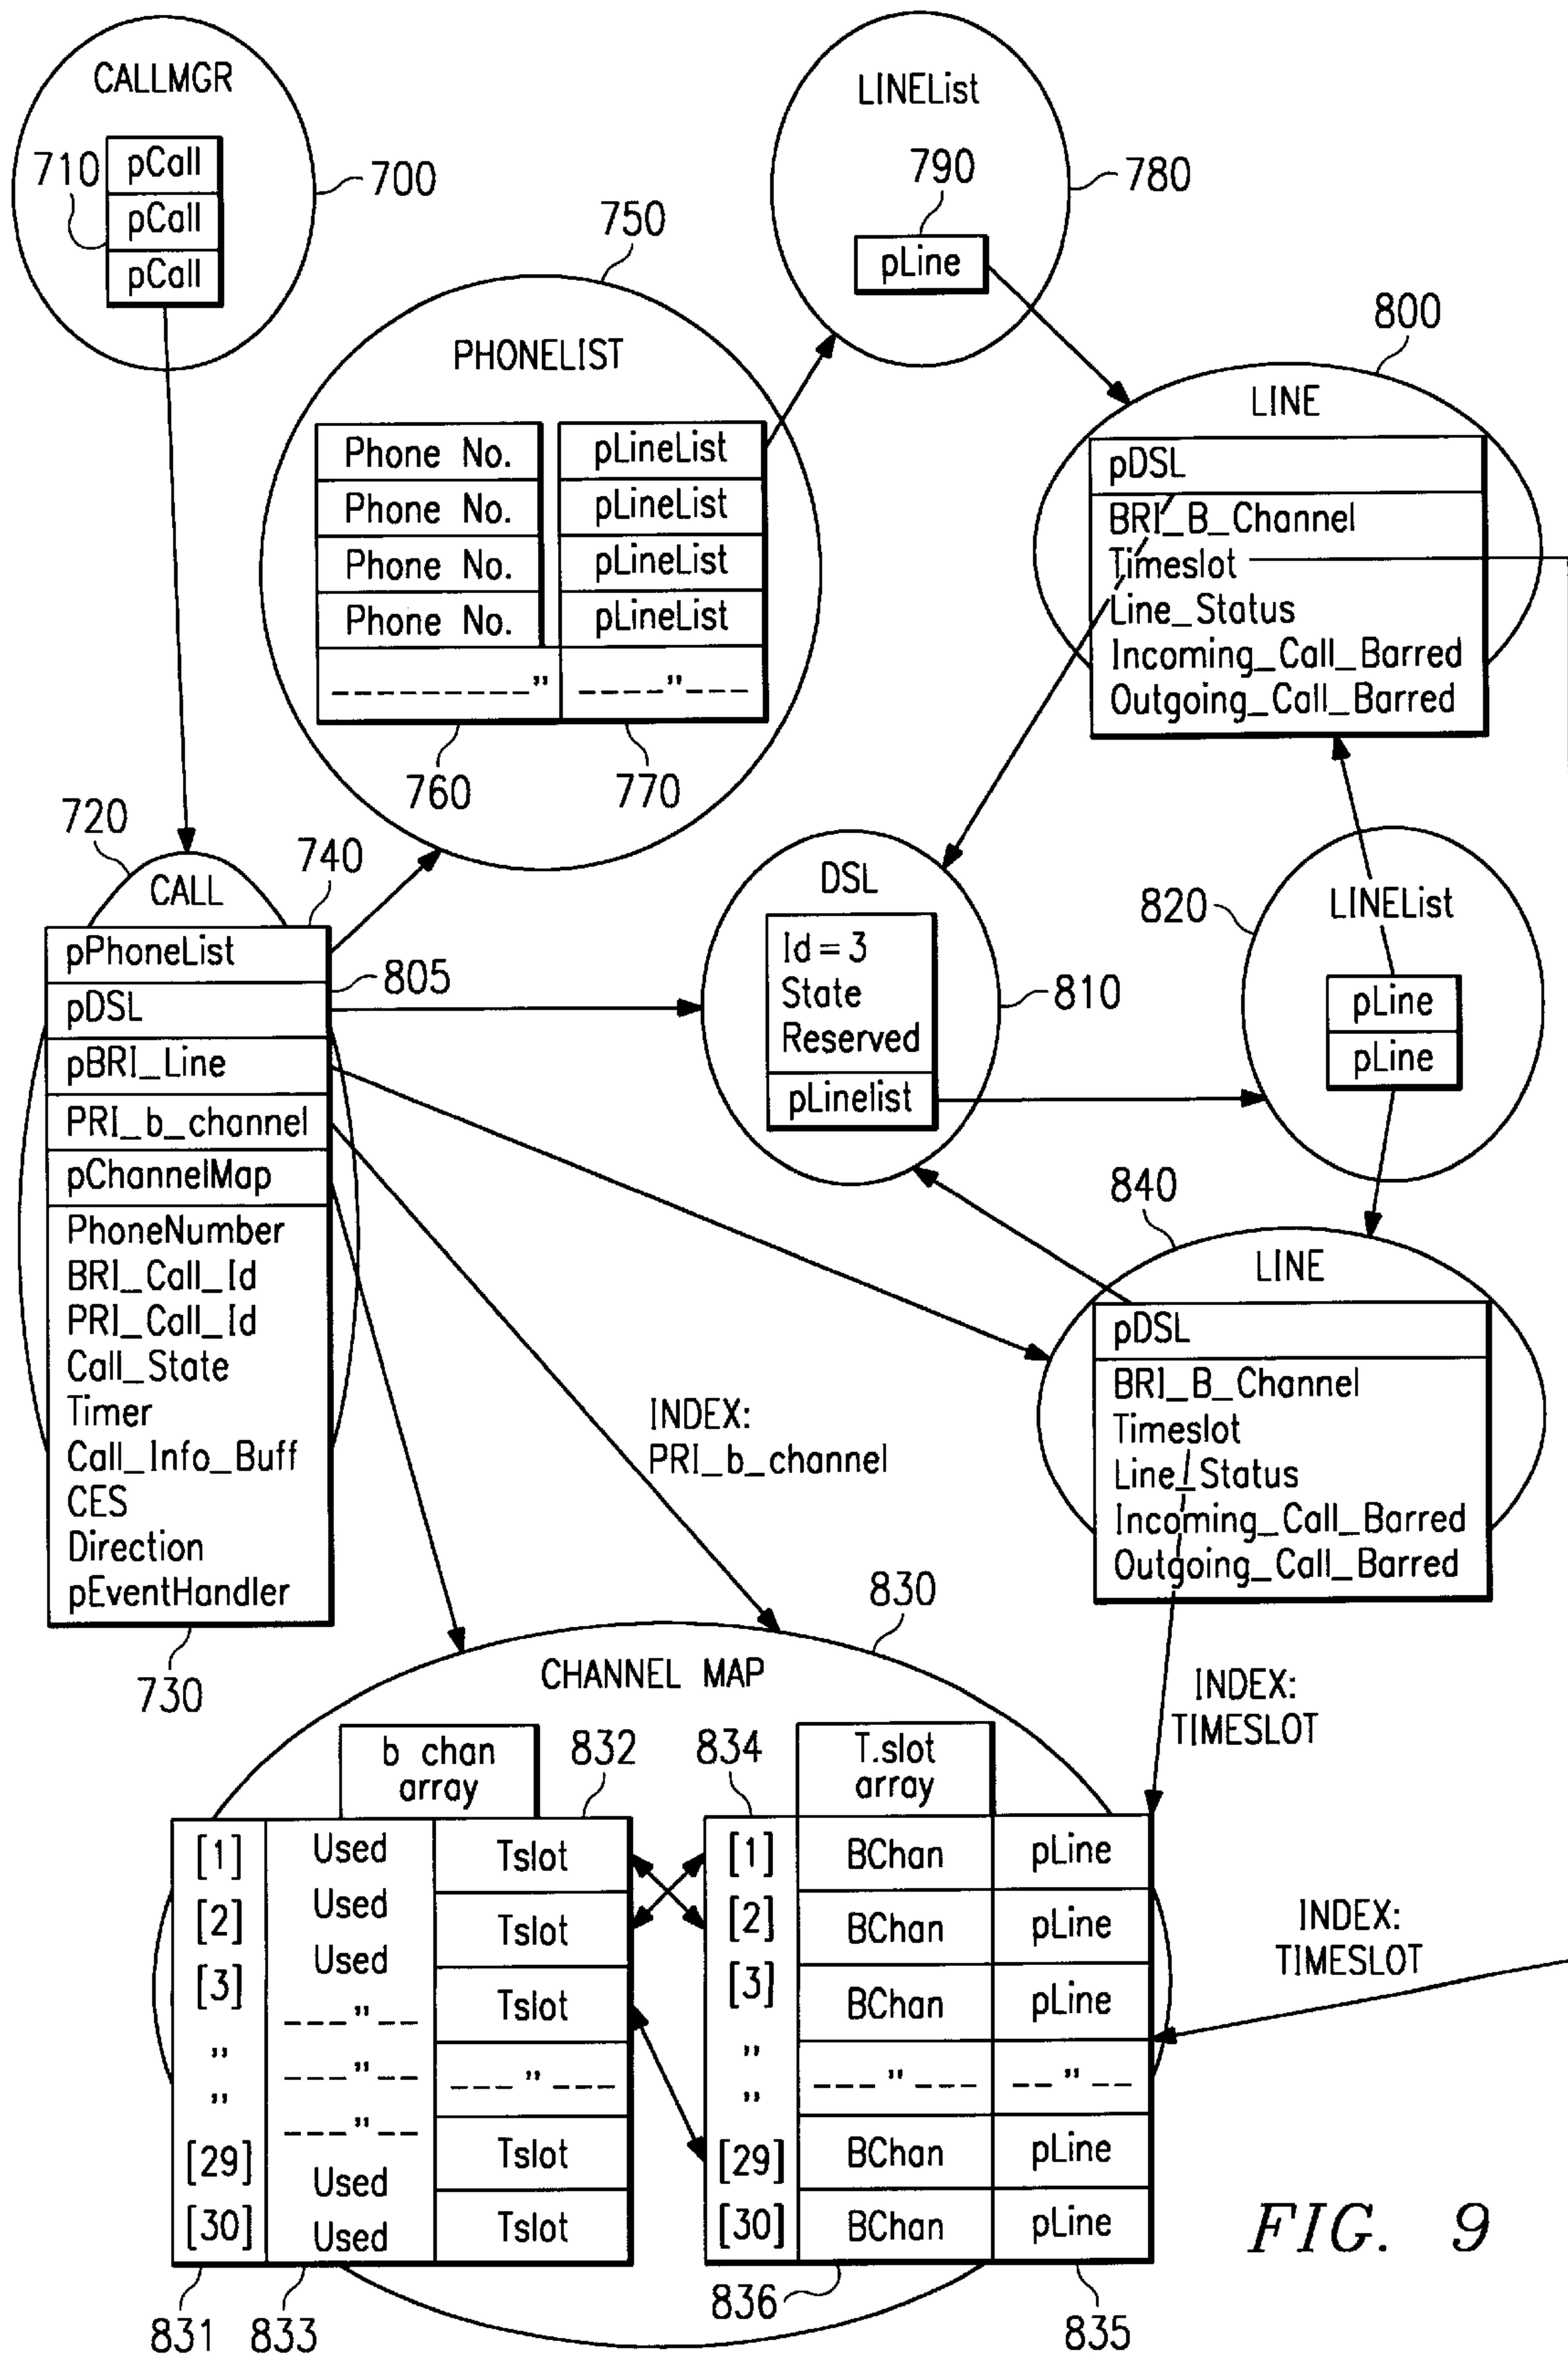 CALLMGR
710
pCall
pCall
pCall
700
LINEList
790
pLine
780
750
PHONELIST
Phone No. pLineList
Phone No. pLineList
Phone No. pLineList
Phone No. pLineList
---------" ----"---
760
770
800
LINE
pDSL
BRI_B_Channel
Timeslot
Line_Status
Incoming_Call_Barred
Outgoing_Call_Barred
720
CALL
740
pPhoneList
805
pDSL
pBRI_Line
PRI_b_channel
pChannelMap
PhoneNumber
BRI_Call_Id
PRI_Call_Id
Call_State
Timer
Call_Info_Buff
CES
Direction
pEventHandler
730
DSL
Id = 3
State
Reserved
pLinelist
810
820
LINEList
pLine
pLine
840
LINE
pDSL
BRI_B_Channel
Timeslot
Line_Status
Incoming_Call_Barred
Outgoing_Call_Barred
INDEX:
PRI_b_channel
INDEX:
TIMESLOT
INDEX:
TIMESLOT
830
CHANNEL MAP
b chan
array
832
834
T.slot
array
[1] Used Tslot [1] BChan pLine
[2] Used Tslot [2] BChan pLine
[3] Used Tslot [3] BChan pLine
" ---"-- ---"--- " ---"--- --"--
" ---"-- "
---"--
[29] Used Tslot [29] BChan pLine
[30] Used Tslot [30] BChan pLine
831
833
836
835
FIG. 9